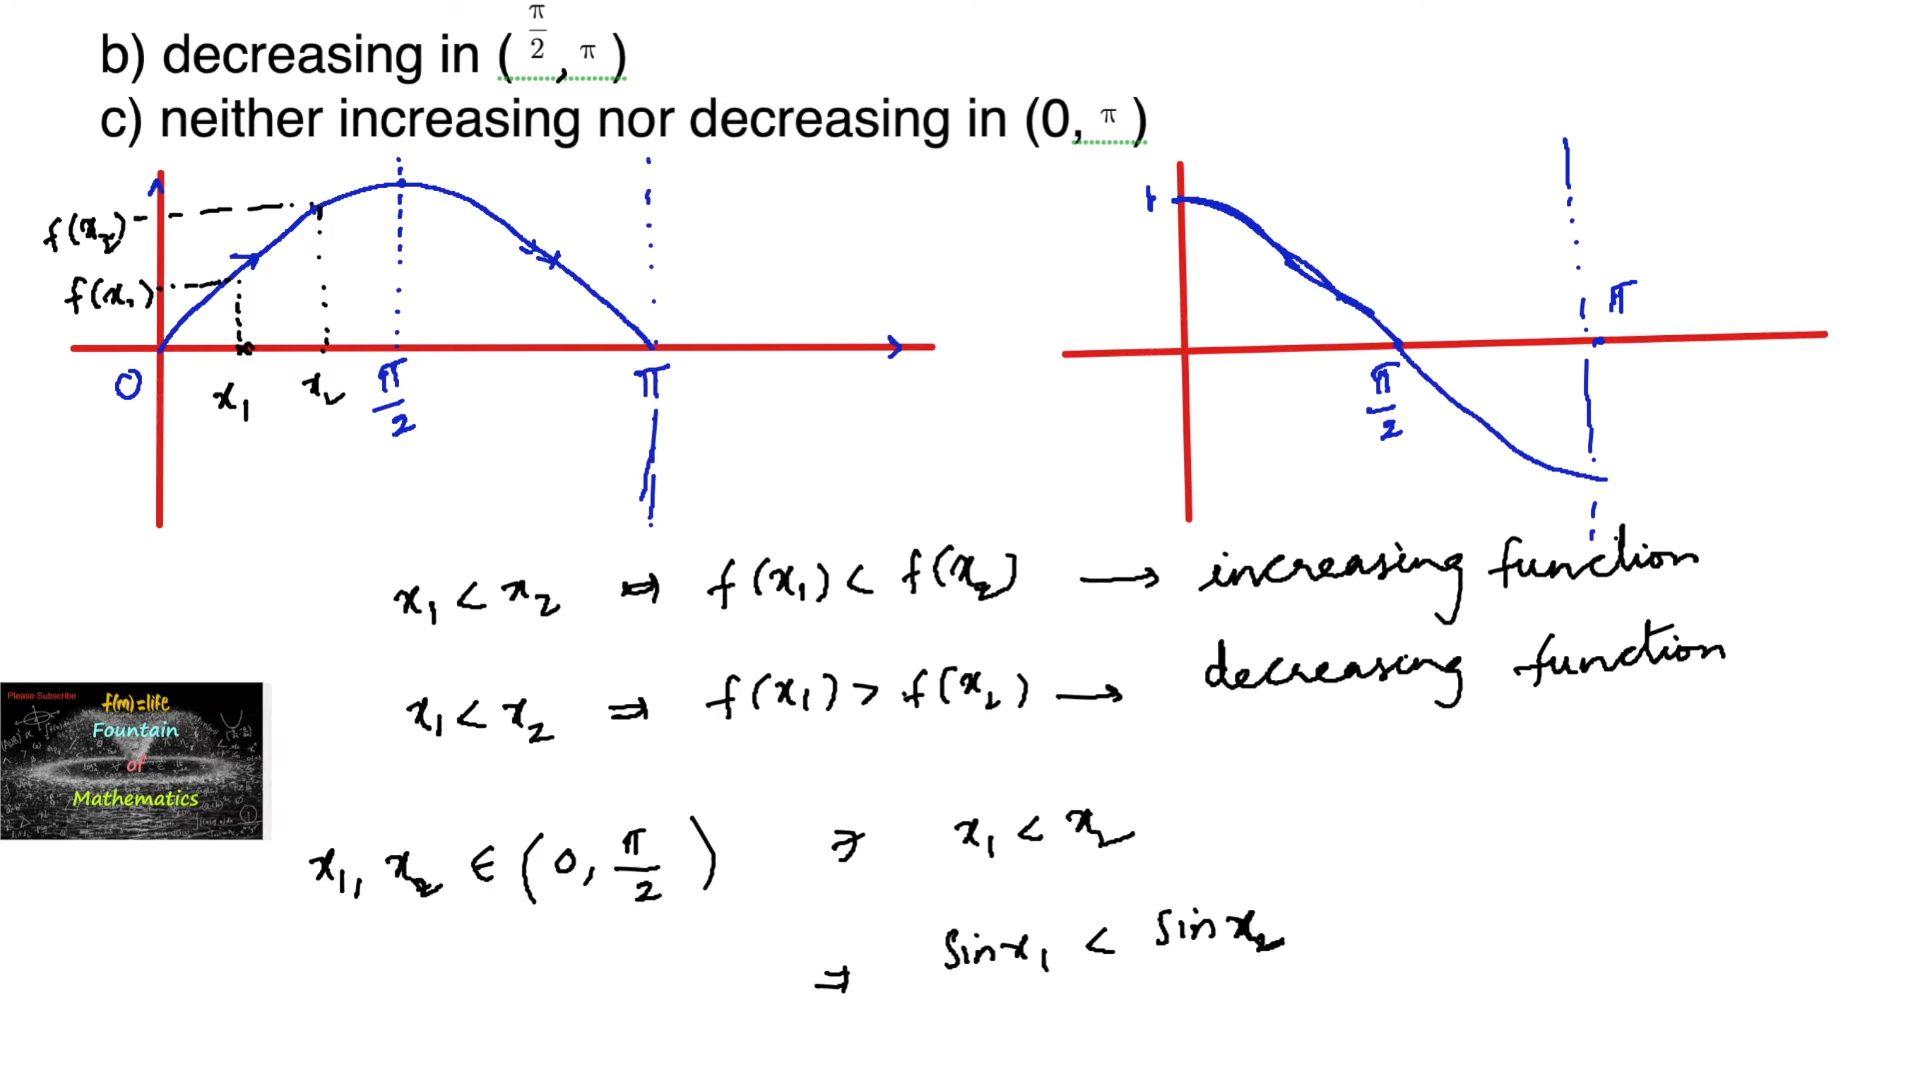 b) decreasing in ( π/2 , π )
c) neither increasing nor decreasing in (0, π )
f(x₂)
f(x₁)
0
x₁
x₂
π/2
π
1
π/2
π
x₁ < x₂ ⇒ f(x₁) < f(x₂) → increasing function
x₁ < x₂ ⇒ f(x₁) > f(x₂) → decreasing function
Please Subscribe
f(m)=life
Fountain
of
Mathematics
x₁, x₂ ∈ (0, π/2) ⇒ x₁ < x₂
⇒ sin x₁ < sin x₂